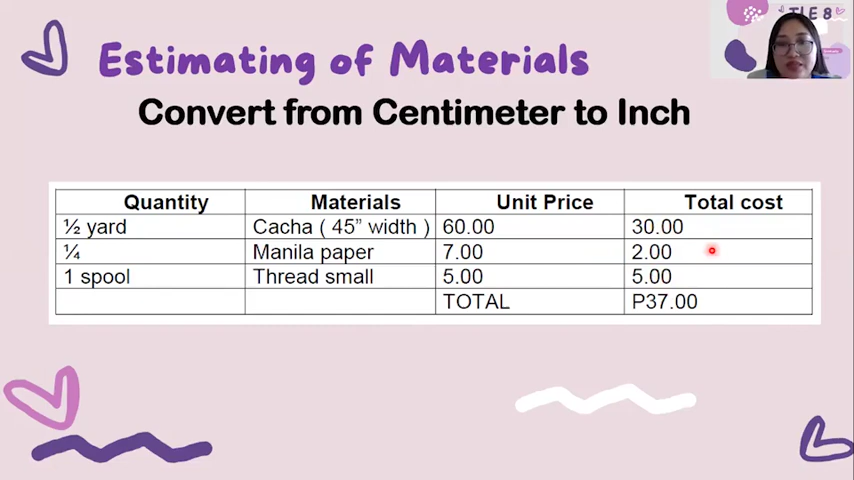 TLE 8
Estimating of Materials
Convert from Centimeter to Inch
Quantity Materials Unit Price Total cost
½ yard Cacha ( 45” width ) 60.00 30.00
¼ Manila paper 7.00 2.00
1 spool Thread small 5.00 5.00
TOTAL P37.00